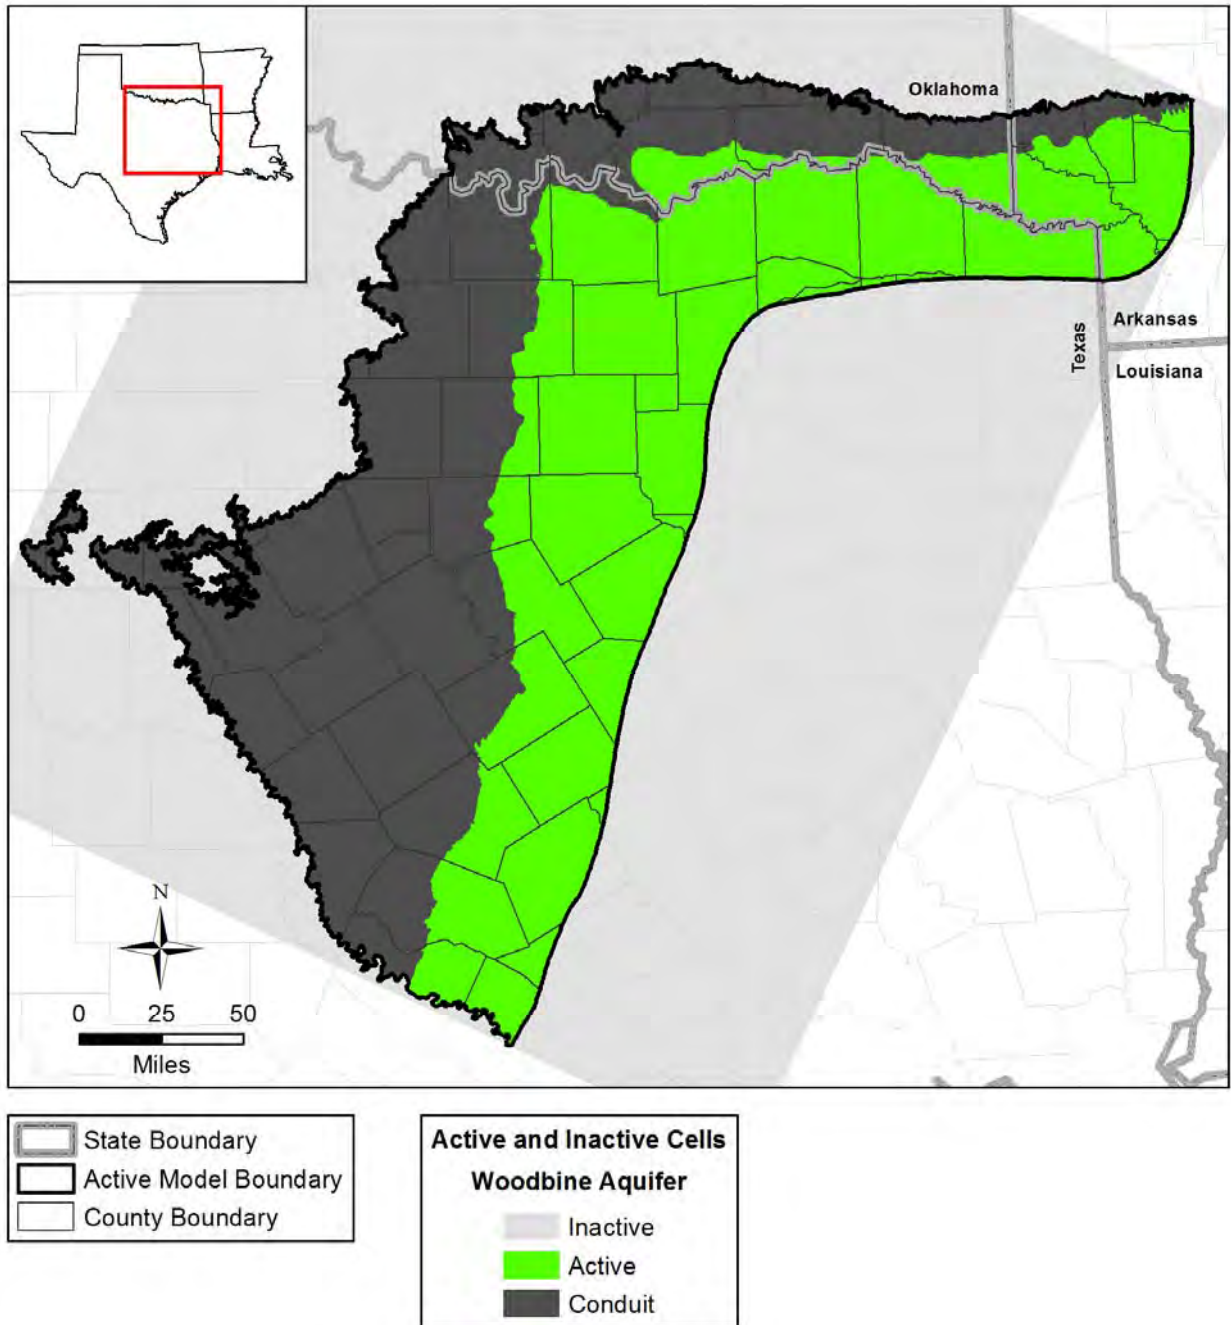 Oklahoma
Texas
Arkansas
Louisiana
N
0 25 50
Miles
State Boundary
Active Model Boundary
County Boundary
Active and Inactive Cells
Woodbine Aquifer
Inactive
Active
Conduit